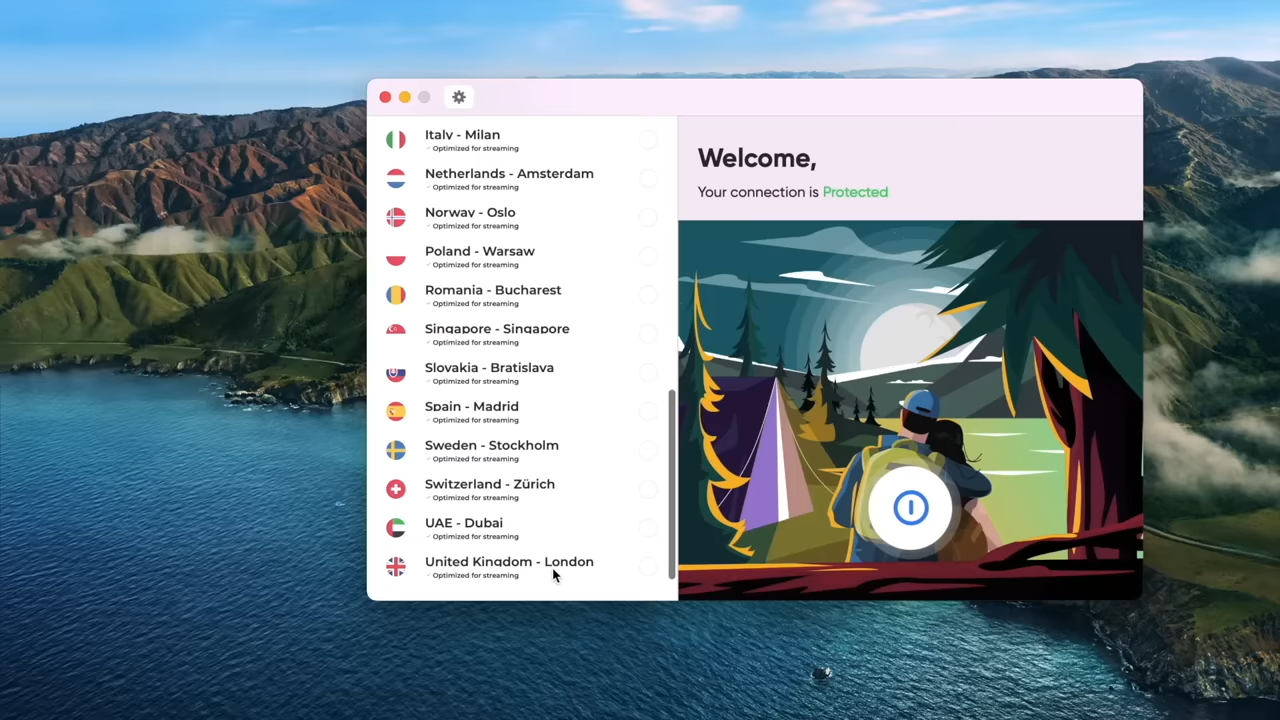 Italy - Milan
Optimized for streaming
Netherlands - Amsterdam
Optimized for streaming
Norway - Oslo
Optimized for streaming
Poland - Warsaw
Optimized for streaming
Romania - Bucharest
Optimized for streaming
Singapore - Singapore
Optimized for streaming
Slovakia - Bratislava
Optimized for streaming
Spain - Madrid
Optimized for streaming
Sweden - Stockholm
Optimized for streaming
Switzerland - Zürich
Optimized for streaming
UAE - Dubai
Optimized for streaming
United Kingdom - London
Optimized for streaming
Welcome,
Your connection is Protected